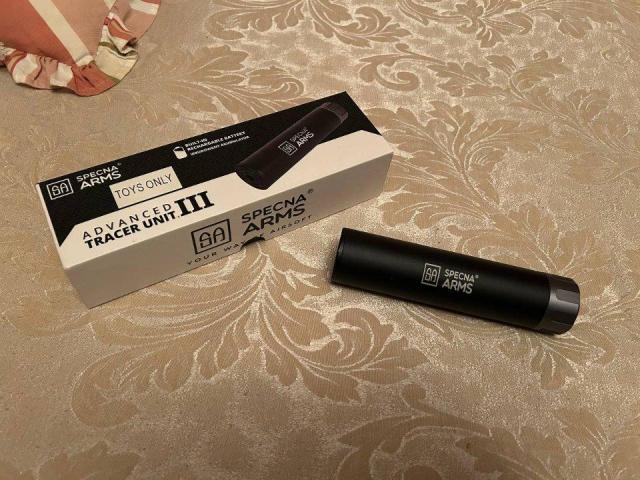 BUILT-IN
RECHARGEABLE BATTERY
SPECNA®
ARMS
SPECNA®
ARMS
TOYS ONLY
ADVANCED
TRACER UNIT III
SPECNA®
ARMS
YOUR WAY AIRSOFT
SPECNA®
ARMS